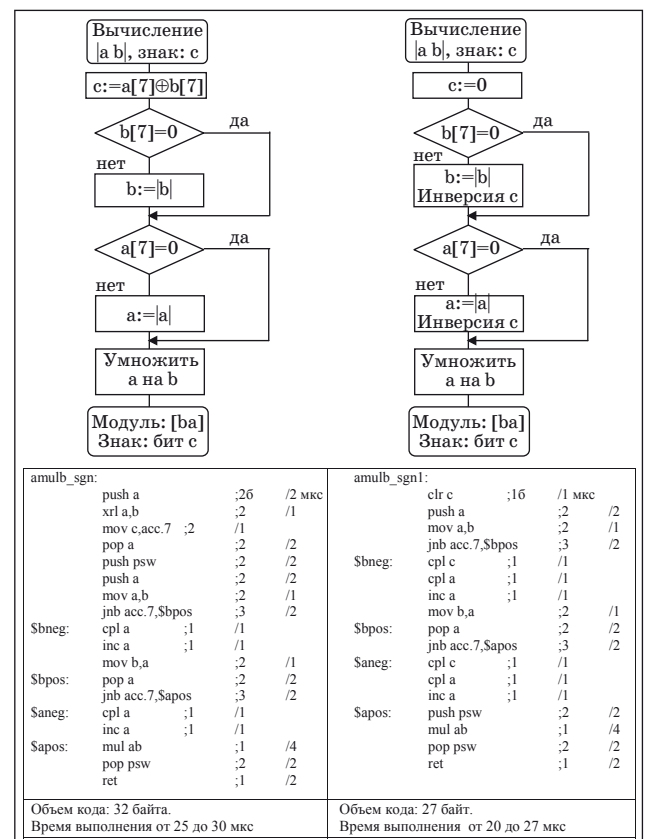 Вычисление
|a b|, знак: c
c:=a[7]⊕b[7]
b[7]=0
да
нет
b:=|b|
a[7]=0
да
нет
a:=|a|
Умножить
a на b
Модуль: [ba]
Знак: бит c
Вычисление
|a b|, знак: c
c:=0
b[7]=0
да
нет
b:=|b|
Инверсия c
a[7]=0
да
нет
a:=|a|
Инверсия c
Умножить
a на b
Модуль: [ba]
Знак: бит c
amulb_sgn:
push a ;2б /2 мкс
xrl a,b ;2 /1
mov c,acc.7 ;2 /1
pop a ;2 /2
push psw ;2 /2
push a ;2 /2
mov a,b ;2 /1
jnb acc.7,$bpos ;3 /2
$bneg: cpl a ;1 /1
inc a ;1 /1
mov b,a ;2 /1
$bpos: pop a ;2 /2
jnb acc.7,$apos ;3 /2
$aneg: cpl a ;1 /1
inc a ;1 /1
$apos: mul ab ;1 /4
pop psw ;2 /2
ret ;1 /2
Объем кода: 32 байта.
Время выполнения от 25 до 30 мкс
amulb_sgn1:
clr c ;1б /1 мкс
push a ;2 /2
mov a,b ;2 /1
jnb acc.7,$bpos ;3 /2
$bneg: cpl c ;1 /1
cpl a ;1 /1
inc a ;1 /1
mov b,a ;2 /1
$bpos: pop a ;2 /2
jnb acc.7,$apos ;3 /2
$aneg: cpl c ;1 /1
cpl a ;1 /1
inc a ;1 /1
$apos: push psw ;2 /2
mul ab ;1 /4
pop psw ;2 /2
ret ;1 /2
Объем кода: 27 байт.
Время выполнения от 20 до 27 мкс